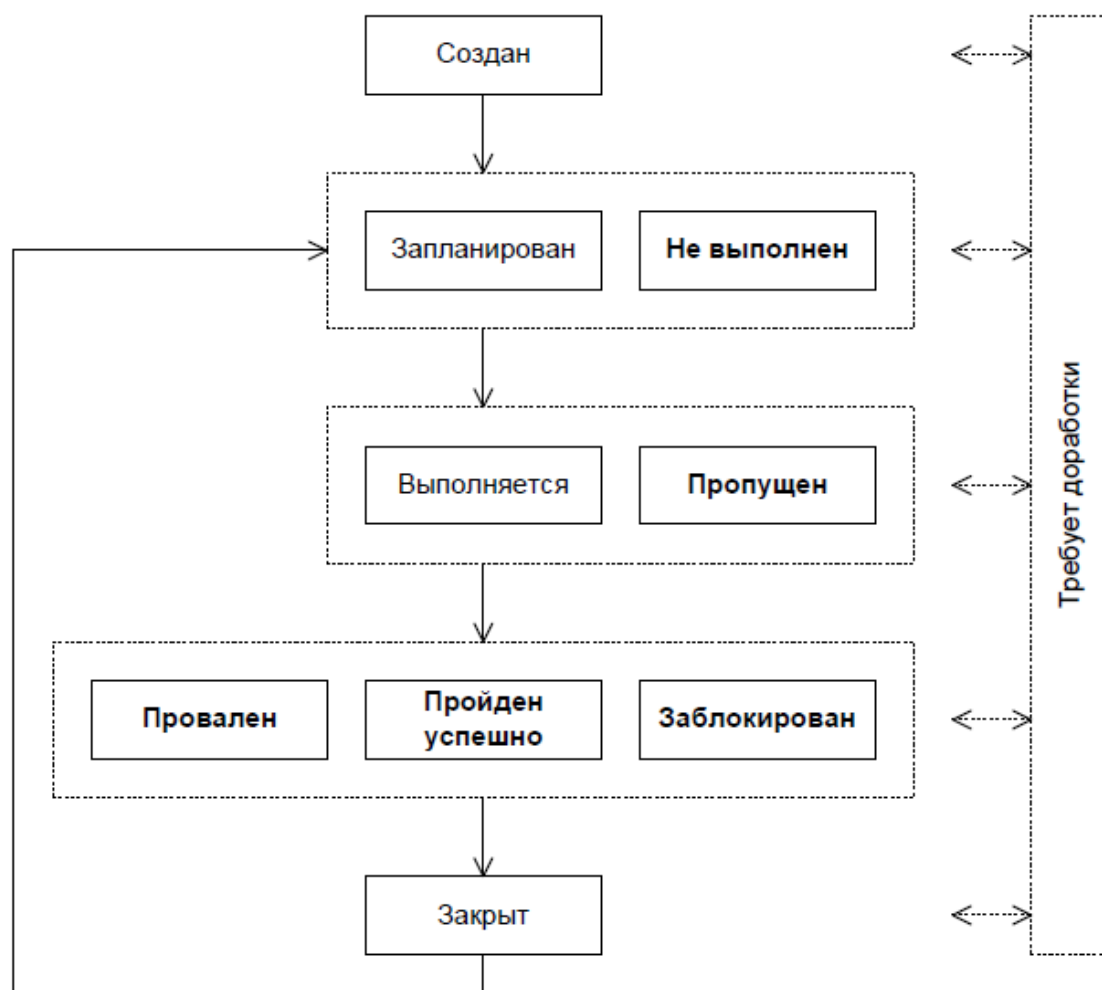 Создан
Запланирован
Не выполнен
Выполняется
Пропущен
Требует доработки
Провален
Пройден
успешно
Заблокирован
Закрыт